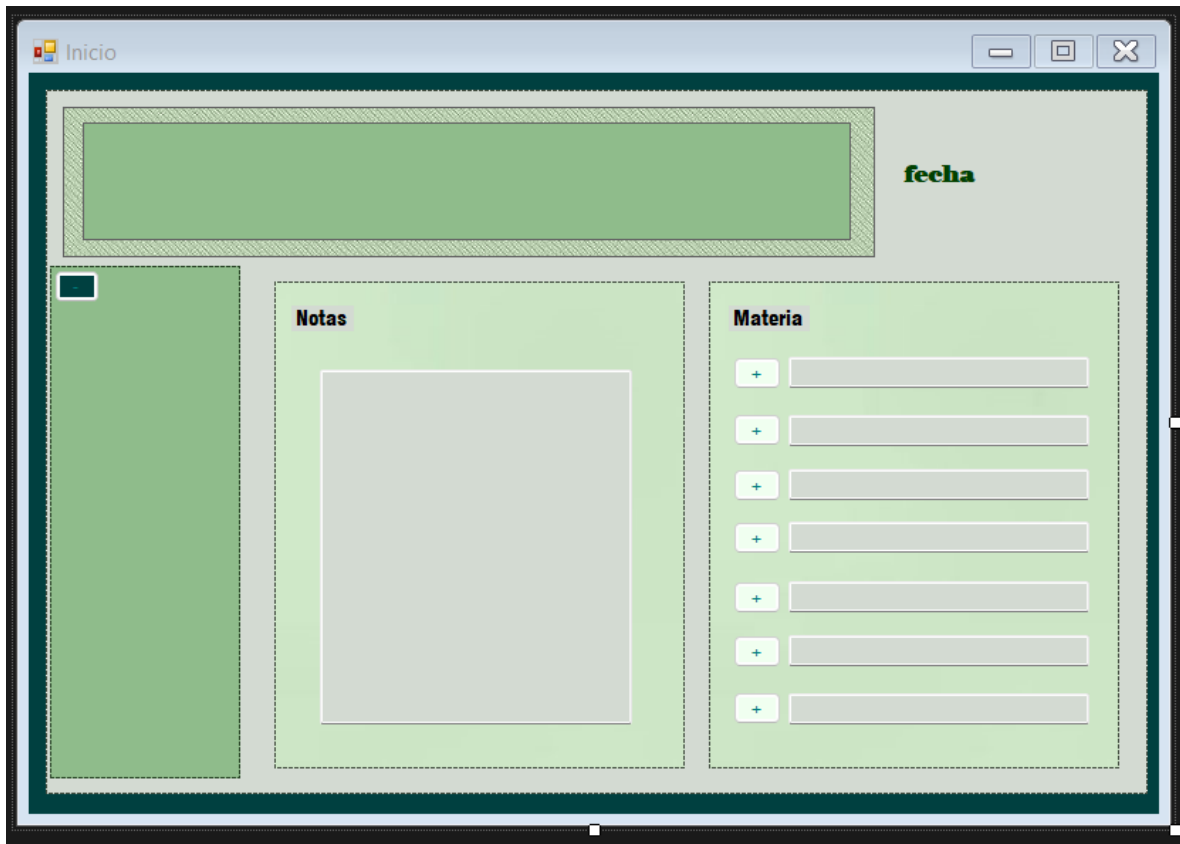 Inicio
fecha
-
Notas
Materia
+
+
+
+
+
+
+